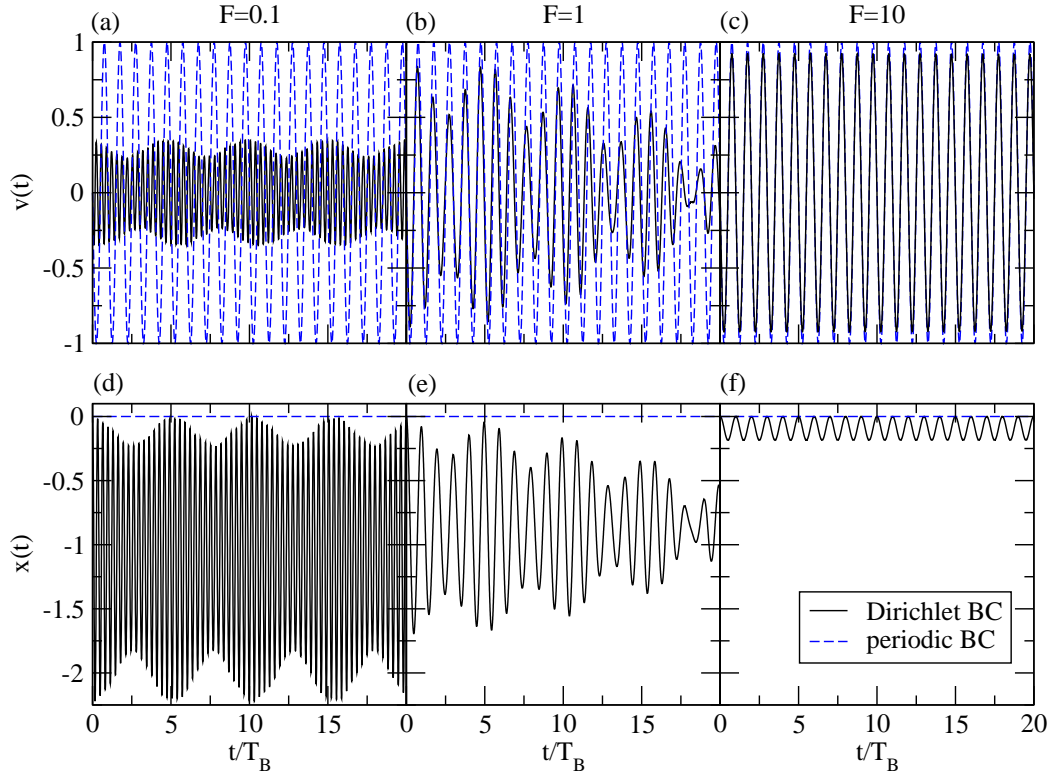 F=0.1 F=1 F=10
(a) (b) (c)
1
0.5
0
-0.5
-1
v(t)
(d) (e) (f)
0
-0.5
-1
-1.5
-2
x(t)
Dirichlet BC
periodic BC
0 5 10 15 0 5 10 15 0 5 10 15 20
t/T_B t/T_B t/T_B